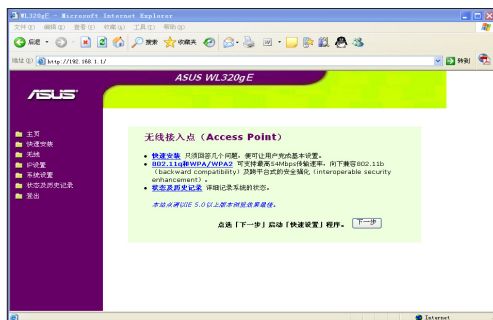 WL320gE - Microsoft Internet Explorer
文件(F) 编辑(E) 查看(V) 收藏(A) 工具(T) 帮助(H)
后退 搜索 收藏夹
地址(D) http://192.168.1.1/ 转到
ASUS WL320gE
ASUS
主页
快速安装
无线
IP设置
系统设置
状态及历史记录
登出
无线接入点（Access Point）
快速安装 只须回答几个问题，便可让用户完成基本设置。
802.11g和WPA/WPA2 可支持最高54Mbps传输速率，向下兼容802.11b
（backward compatibility）及跨平台式的安全强化（interoperable security
enhancement）。
状态及历史记录 详细记录系统的状态。
本站点请以IE 5.0以上版本浏览效果最佳。
点选「下一步」启动「快速设置」程序。 下一步
Internet